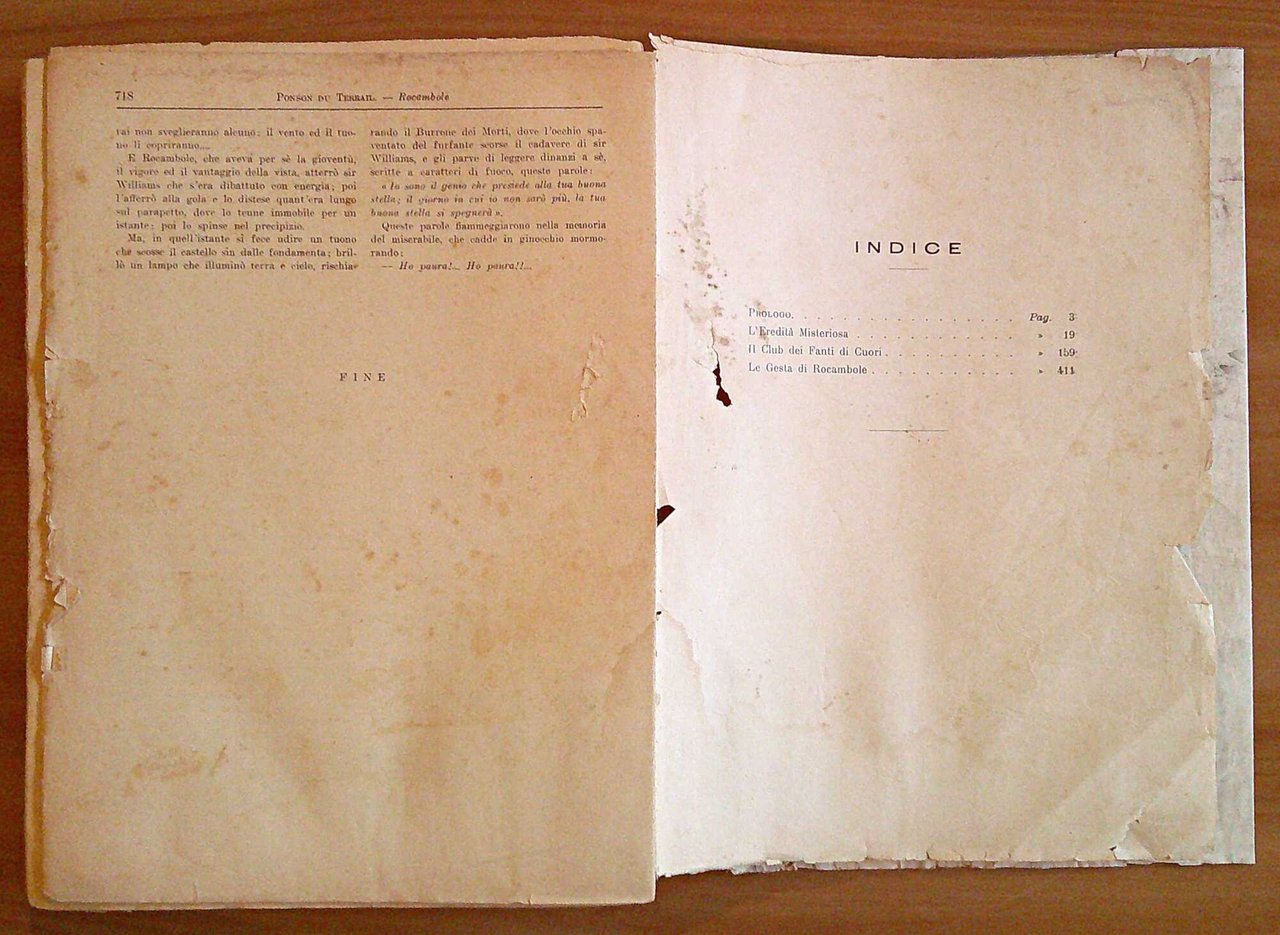 718
PONSON DU TERRAIL. — Rocambole
rai non sveglieranno alcuno: il vento ed il tuo-
no li copriranno....
E Rocambole, che aveva per sè la gioventù,
il vigore ed il vantaggio della vista, atterrò sir
Williams che s'era dibattuto con energia; poi
l'afferrò alla gola e lo distese quant'era lungo
sul parapetto, dove lo tenne immobile per un
istante; poi lo spinse nel precipizio.
Ma, in quell'istante si fece udire un tuono
che scosse il castello sin dalle fondamenta; bril-
lò un lampo che illuminò terra e cielo, rischia-
rando il Burrone dei Morti, dove l'occhio spa-
ventato del furfante scorse il cadavere di sir
Williams, e gli parve di leggere dinanzi a sè,
scritte a caratteri di fuoco, queste parole:
« Io sono il genio che presiede alla tua buona
stella; il giorno in cui io non sarò più, la tua
buona stella si spegnerà ».
Queste parole fiammeggiarono nella memoria
del miserabile, che cadde in ginocchio mormo-
rando:
— Ho paura!... Ho paura!!...
FINE
INDICE
PROLOGO. . . . . . . . . . . . . . . . . . Pag. 3
L'Eredità Misteriosa . . . . . . . . . . . . » 19
Il Club dei Fanti di Cuori . . . . . . . . . . » 159
Le Gesta di Rocambole . . . . . . . . . . . » 411